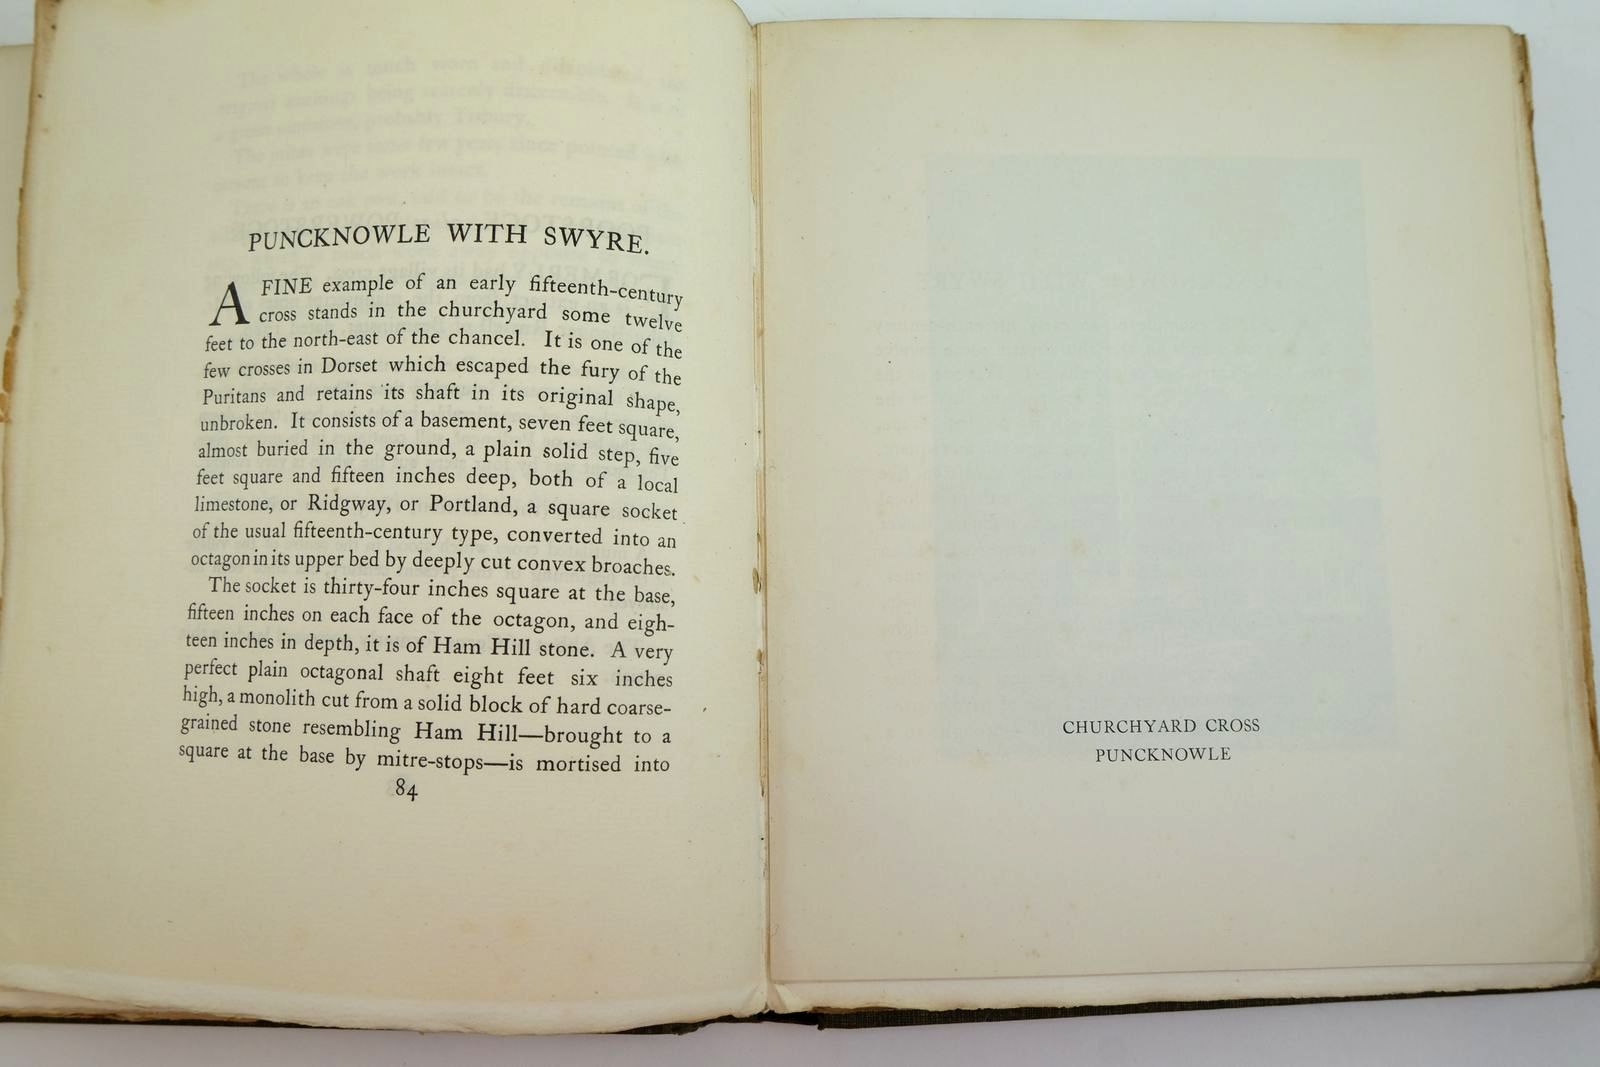 PUNCKNOWLE WITH SWYRE.
A FINE example of an early fifteenth-century
cross stands in the churchyard some twelve
feet to the north-east of the chancel. It is one of the
few crosses in Dorset which escaped the fury of the
Puritans and retains its shaft in its original shape,
unbroken. It consists of a basement, seven feet square,
almost buried in the ground, a plain solid step, five
feet square and fifteen inches deep, both of a local
limestone, or Ridgway, or Portland, a square socket
of the usual fifteenth-century type, converted into an
octagon in its upper bed by deeply cut convex broaches.
The socket is thirty-four inches square at the base,
fifteen inches on each face of the octagon, and eigh-
teen inches in depth, it is of Ham Hill stone. A very
perfect plain octagonal shaft eight feet six inches
high, a monolith cut from a solid block of hard coarse-
grained stone resembling Ham Hill—brought to a
square at the base by mitre-stops—is mortised into
84
CHURCHYARD CROSS
PUNCKNOWLE